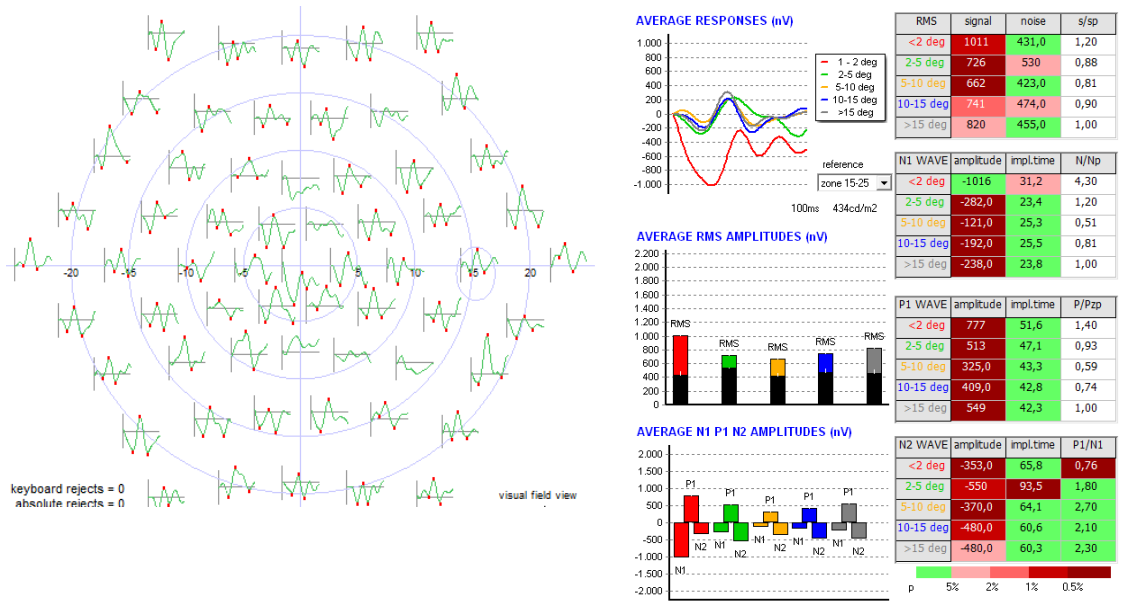 -20 -15 -10 -5 0 5 10 15 20
keyboard rejects = 0
absolute rejects = 0
visual field view
AVERAGE RESPONSES (nV)
1.000
800
600
400
200
0
-200
-400
-600
-800
-1.000
1 - 2 deg
2-5 deg
5-10 deg
10-15 deg
>15 deg
reference
zone 15-25
100ms 434cd/m2
AVERAGE RMS AMPLITUDES (nV)
2.200
2.000
1.800
1.600
1.400
1.200
1.000
800
600
400
200
0
RMS RMS RMS RMS RMS
AVERAGE N1 P1 N2 AMPLITUDES (nV)
2.000
1.500
1.000
500
0
-500
-1.000
-1.500
-2.000
P1 P1 P1 P1 P1
N1 N2 N1 N2 N1 N2 N1 N2 N1 N2
RMS signal noise s/sp
<2 deg 1011 431,0 1,20
2-5 deg 726 530 0,88
5-10 deg 662 423,0 0,81
10-15 deg 741 474,0 0,90
>15 deg 820 455,0 1,00
N1 WAVE amplitude impl.time N/Np
<2 deg -1016 31,2 4,30
2-5 deg -282,0 23,4 1,20
5-10 deg -121,0 25,3 0,51
10-15 deg -192,0 25,5 0,81
>15 deg -238,0 23,8 1,00
P1 WAVE amplitude impl.time P/Pzp
<2 deg 777 51,6 1,40
2-5 deg 513 47,1 0,93
5-10 deg 325,0 43,3 0,59
10-15 deg 409,0 42,8 0,74
>15 deg 549 42,3 1,00
N2 WAVE amplitude impl.time P1/N1
<2 deg -353,0 65,8 0,76
2-5 deg -550 93,5 1,80
5-10 deg -370,0 64,1 2,70
10-15 deg -480,0 60,6 2,10
>15 deg -480,0 60,3 2,30
p 5% 2% 1% 0.5%